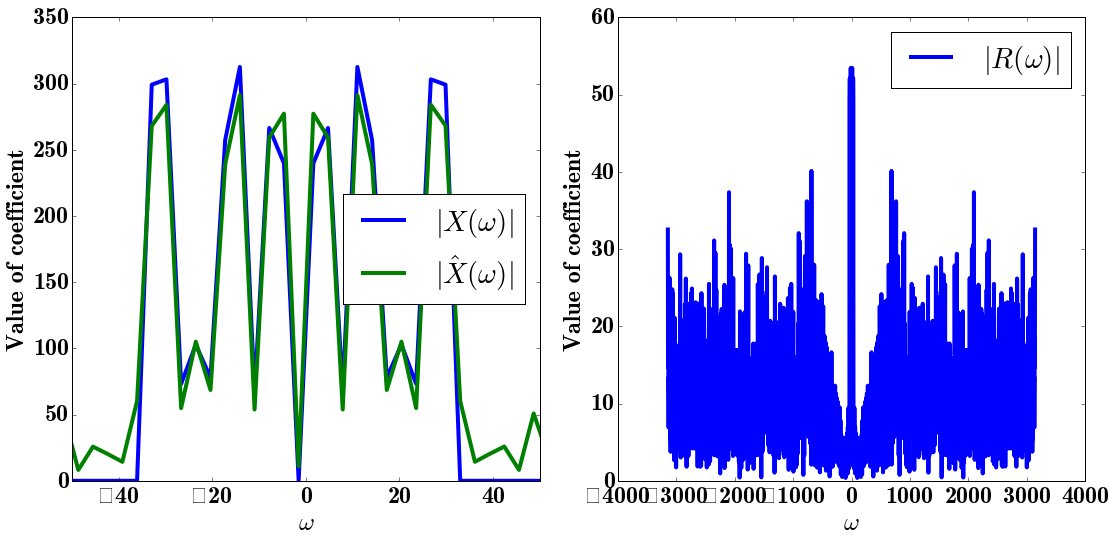 350
300
250
200
150
100
50
0
Value of coefficient
|X(ω)|
|X̂(ω)|
□40 □20 0 20 40
ω
60
50
40
30
20
10
0
Value of coefficient
|R(ω)|
□4000 □3000 □2000 □1000 0 1000 2000 3000 4000
ω